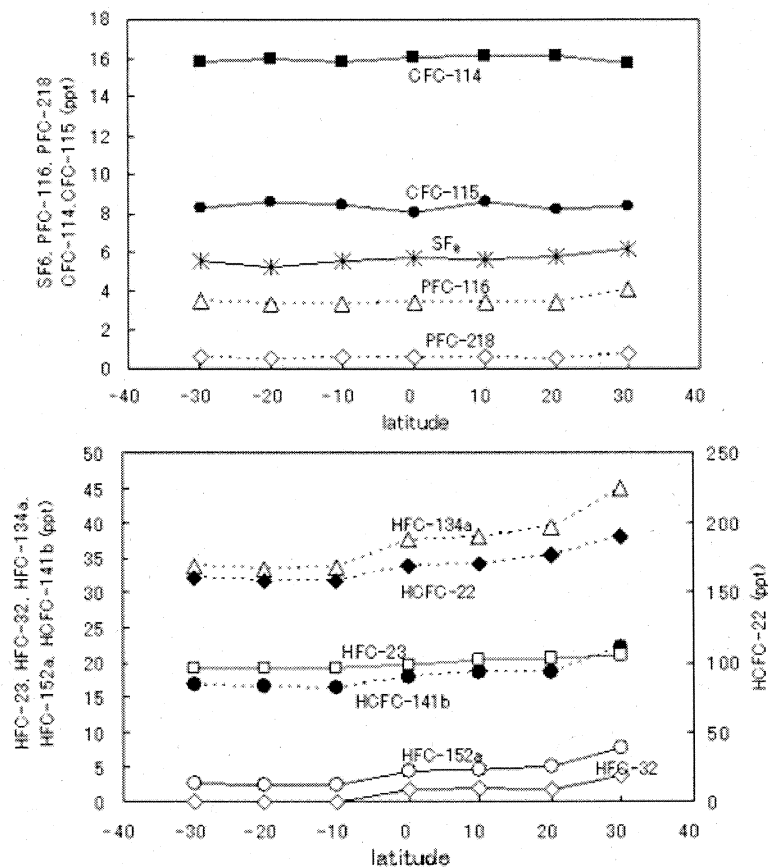 18
16
14
12
10
8
6
4
2
0
SF6, PFC-116, PFC-218
CFC-114, CFC-115 (ppt)
CFC-114
CFC-115
SF6
PFC-116
PFC-218
-40 -30 -20 -10 0 10 20 30 40
latitude
50
45
40
35
30
25
20
15
10
5
0
HFC-23, HFC-32, HFC-134a,
HFC-152a, HCFC-141b (ppt)
HFC-134a
HCFC-22
HFC-23
HCFC-141b
HFC-152a
HFC-32
250
200
150
100
50
0
HCFC-22 (ppt)
-40 -30 -20 -10 0 10 20 30 40
latitude